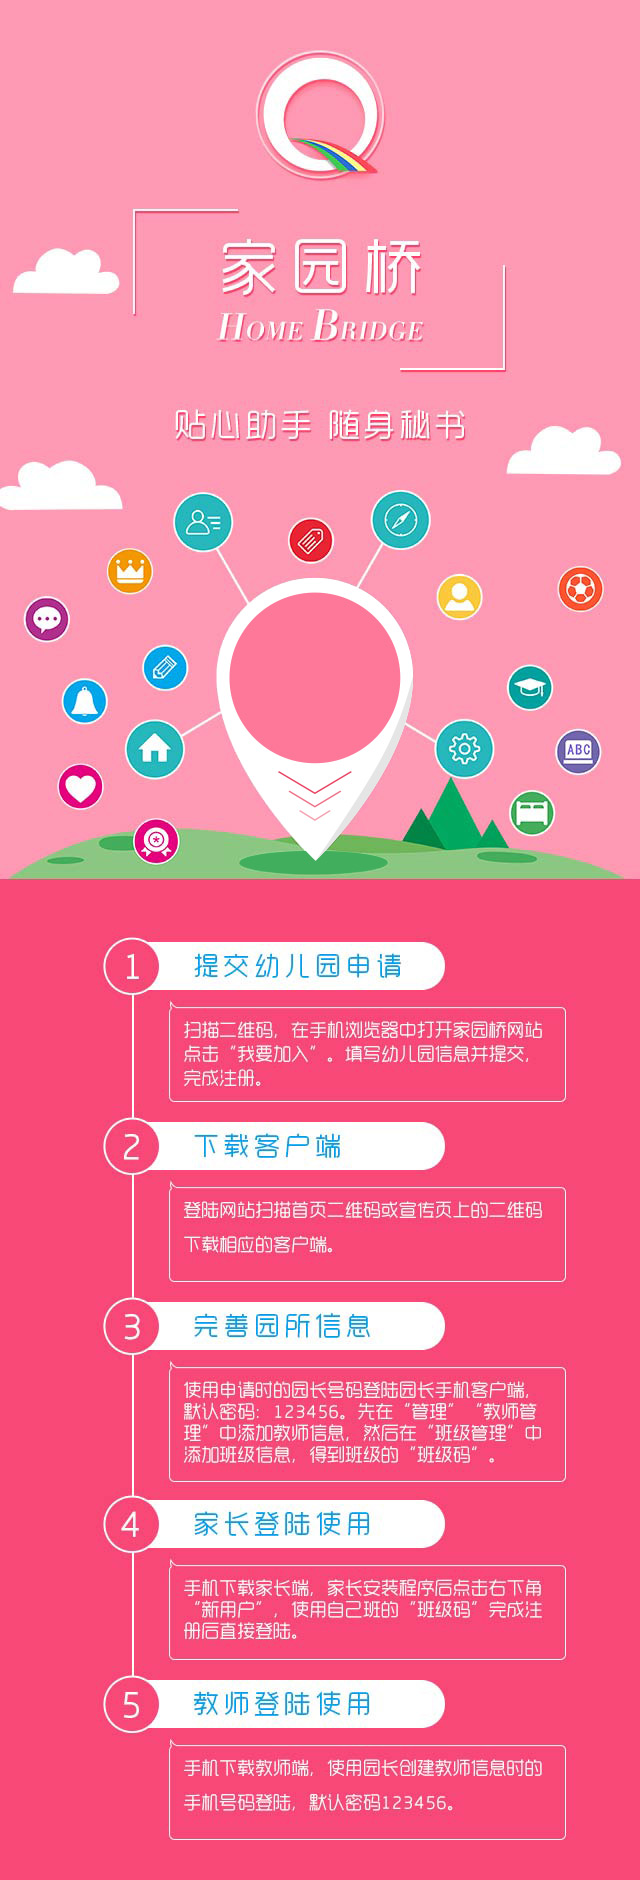 家园桥
HOME BRIDGE
贴心助手 随身秘书
ABC
1 提交幼儿园申请
扫描二维码，在手机浏览器中打开家园桥网站
点击“我要加入”。填写幼儿园信息并提交，
完成注册。
2 下载客户端
登陆网站扫描首页二维码或宣传页上的二维码
下载相应的客户端。
3 完善园所信息
使用申请时的园长号码登陆园长手机客户端，
默认密码：123456。先在“管理”“教师管
理”中添加教师信息，然后在“班级管理”中
添加班级信息，得到班级的“班级码”。
4 家长登陆使用
手机下载家长端，家长安装程序后点击右下角
“新用户”，使用自己班的“班级码”完成注
册后直接登陆。
5 教师登陆使用
手机下载教师端，使用园长创建教师信息时的
手机号码登陆，默认密码123456。